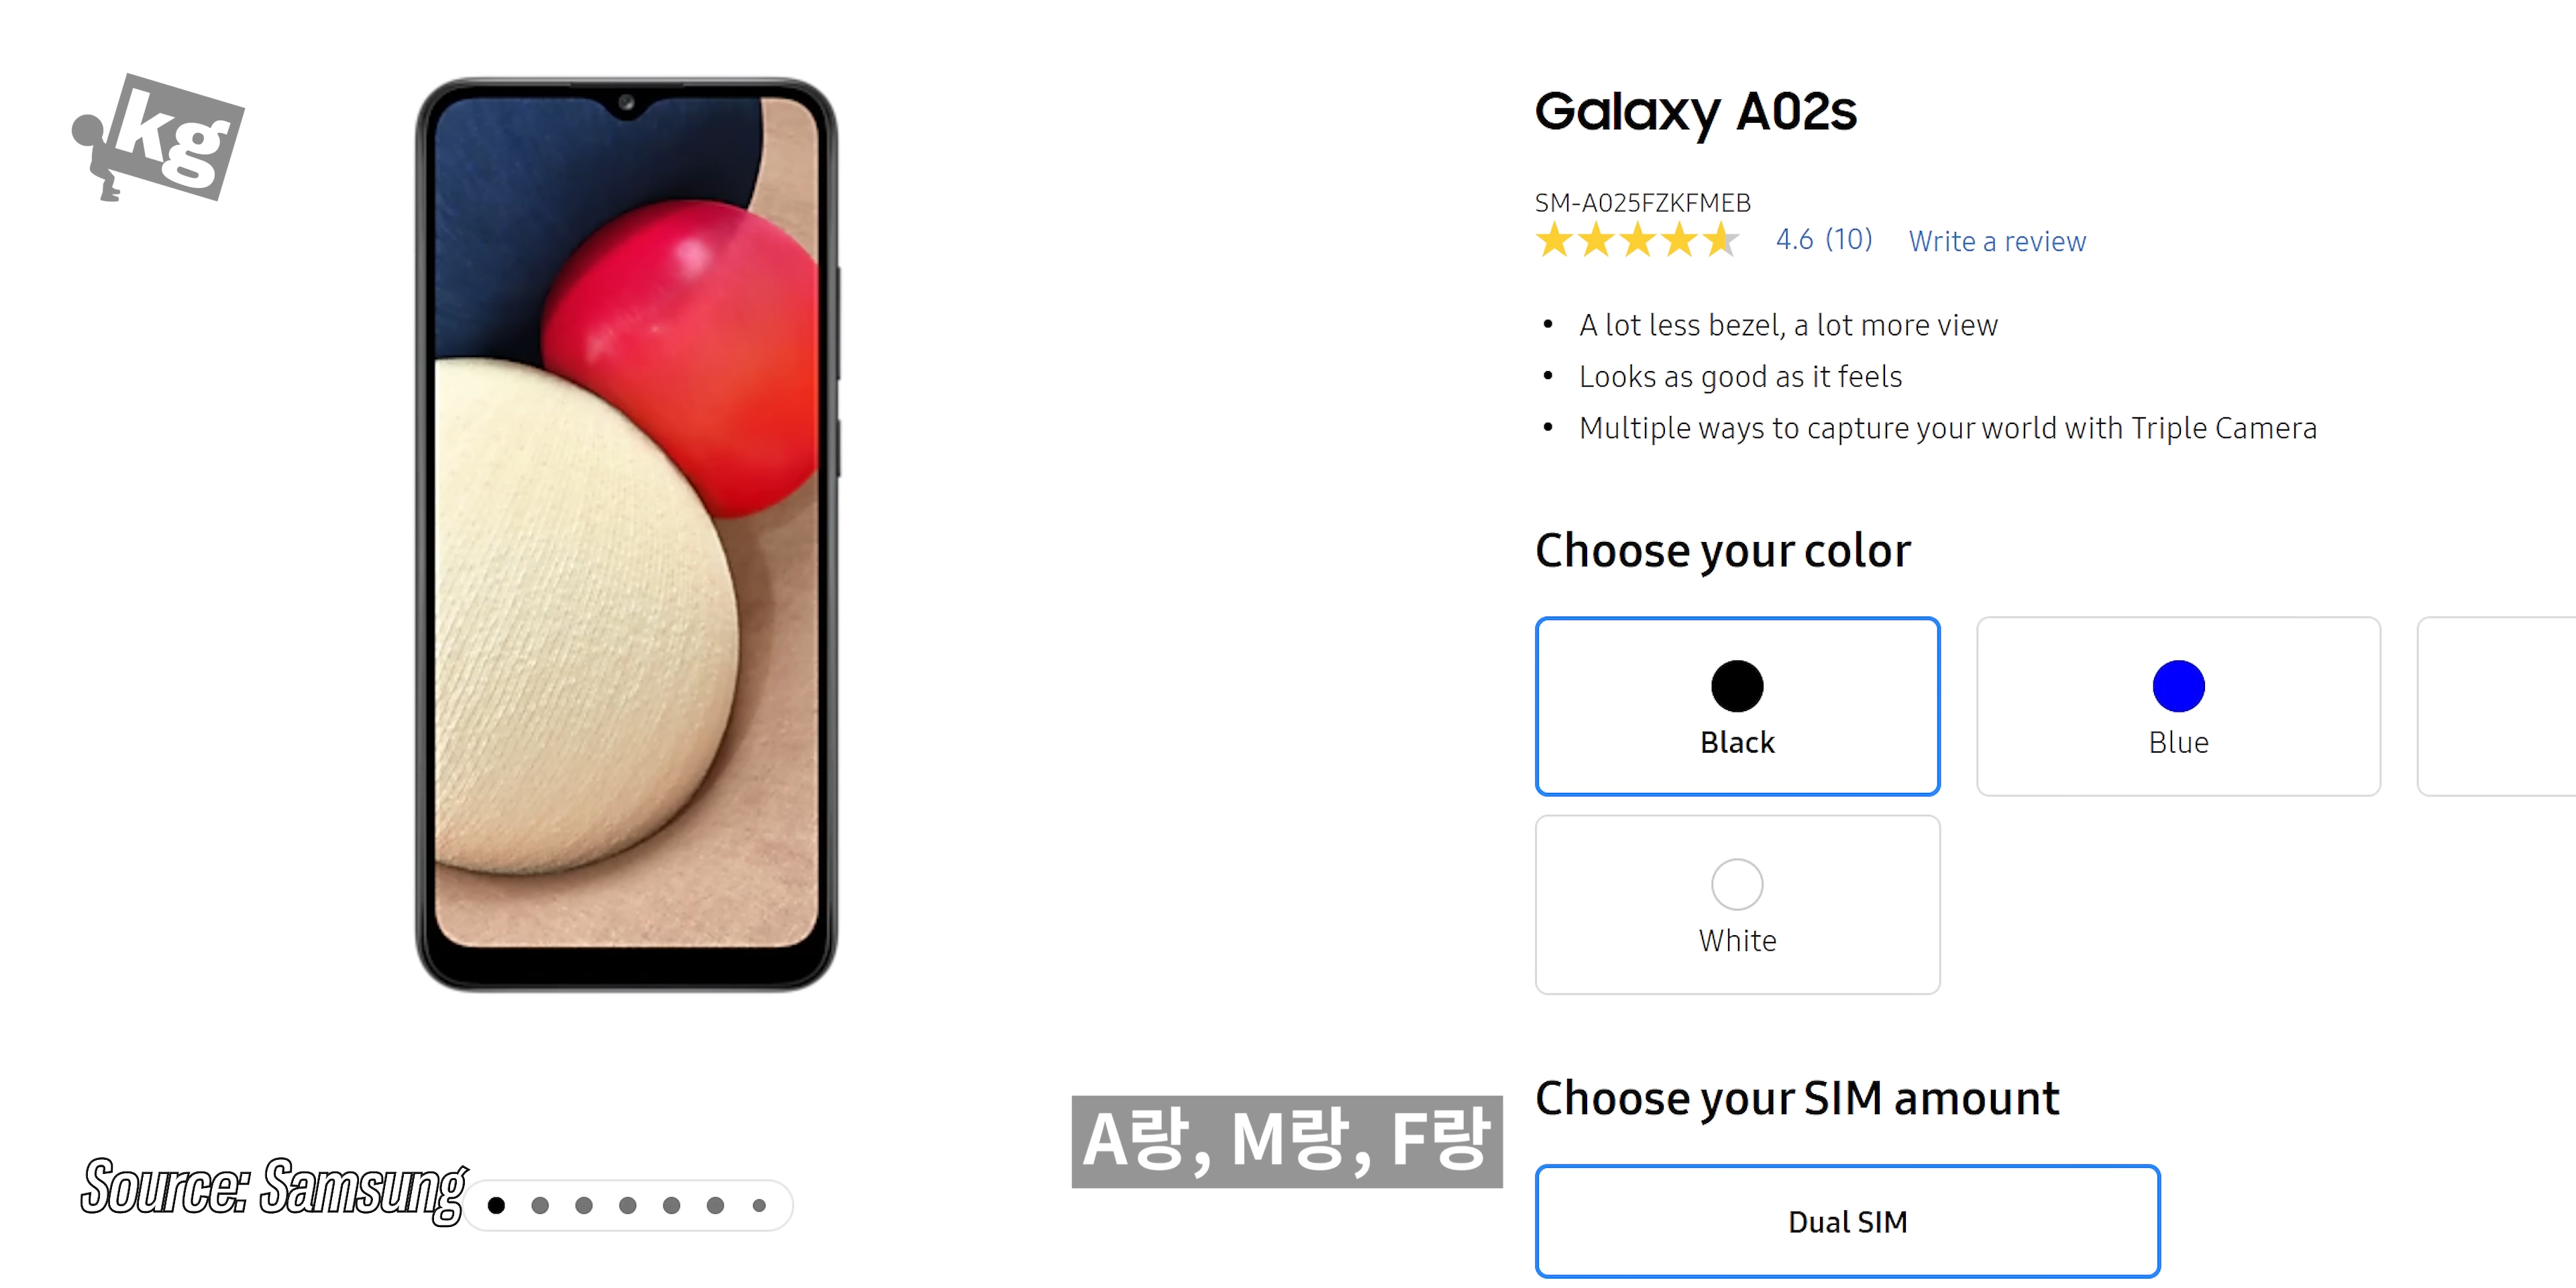 kg
Galaxy A02s
SM-A025FZKFMEB
4.6 (10) Write a review
• A lot less bezel, a lot more view
• Looks as good as it feels
• Multiple ways to capture your world with Triple Camera
Choose your color
Black
Blue
White
Choose your SIM amount
Dual SIM
A랑, M랑, F랑
Source: Samsung